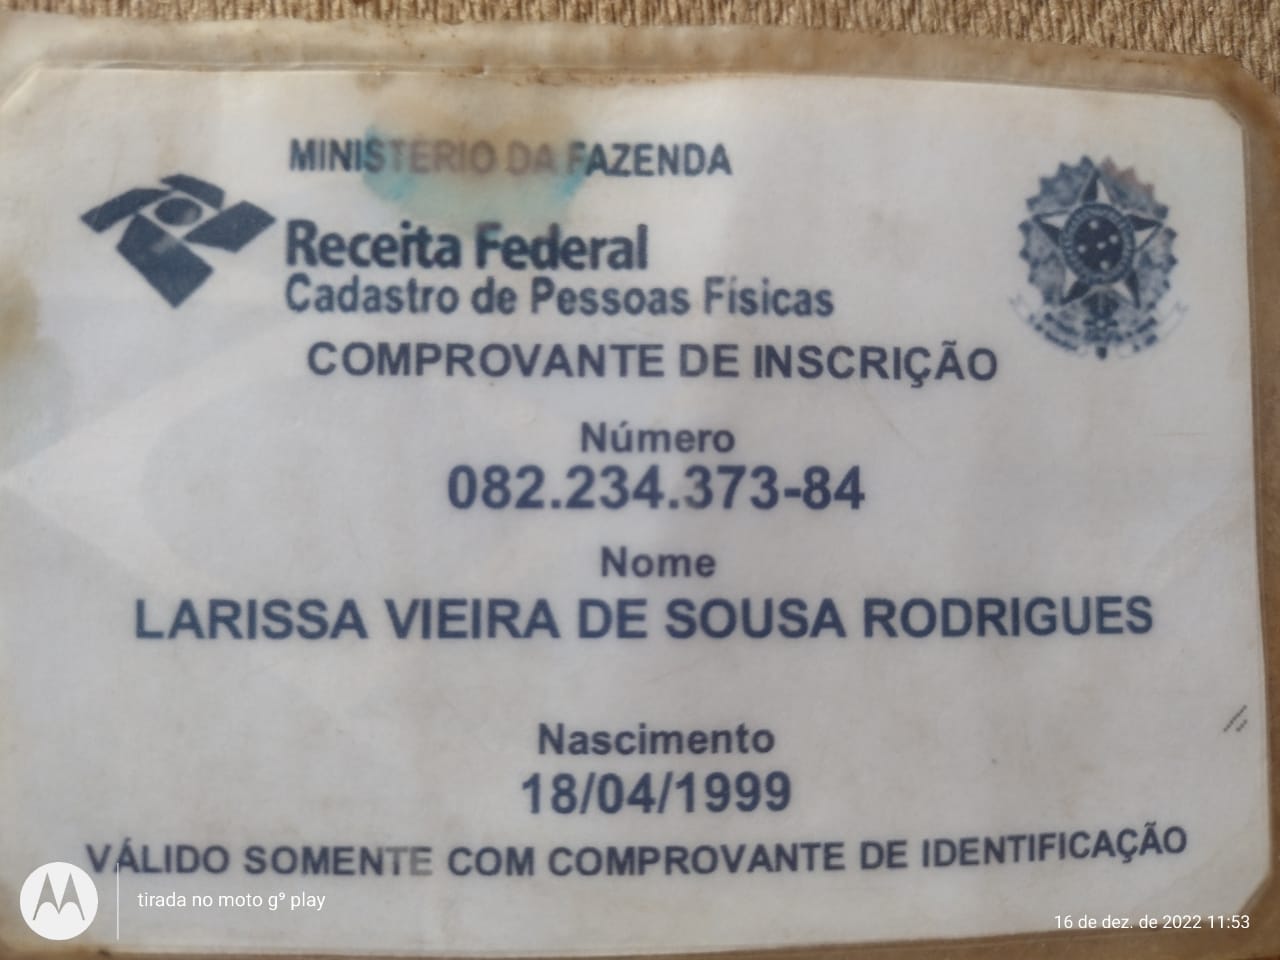 MINISTÉRIO DA FAZENDA
Receita Federal
Cadastro de Pessoas Físicas
COMPROVANTE DE INSCRIÇÃO
Número
082.234.373-84
Nome
LARISSA VIEIRA DE SOUSA RODRIGUES
Nascimento
18/04/1999
VÁLIDO SOMENTE COM COMPROVANTE DE IDENTIFICAÇÃO
tirada no moto g⁹ play
16 de dez. de 2022 11:53